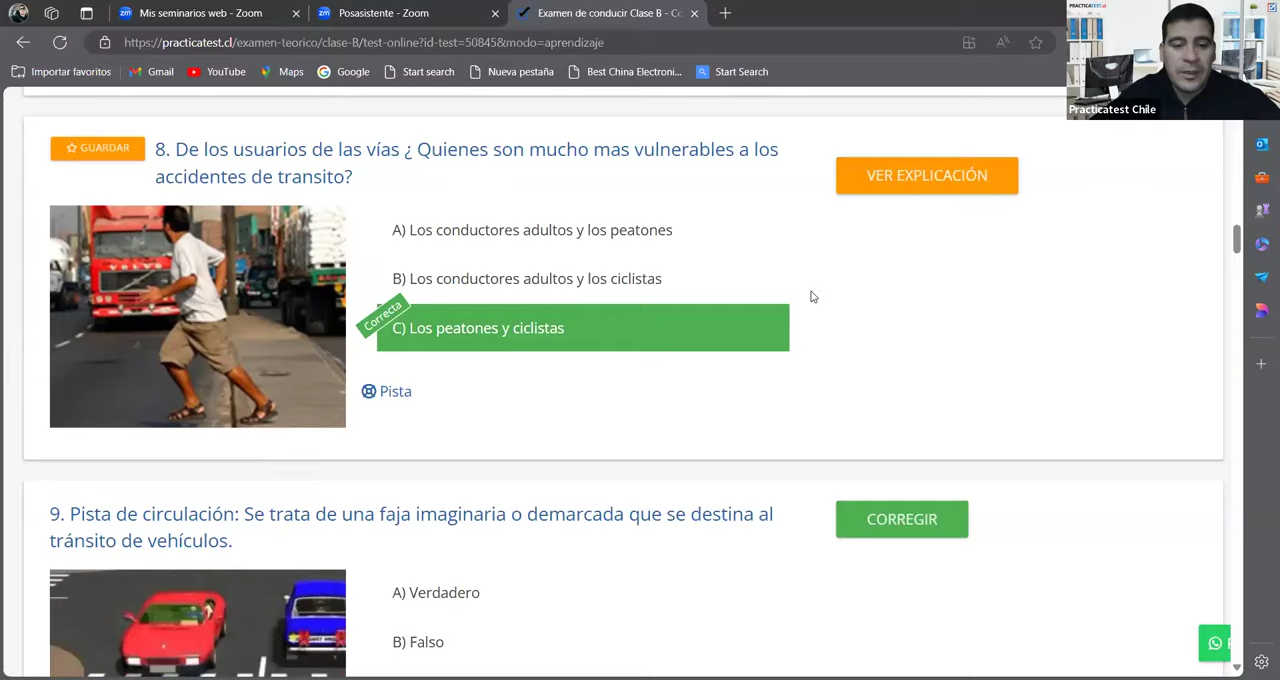 Mis seminarios web - Zoom
Posasistente - Zoom
Examen de conducir Clase B - Co
https://practicatest.cl/examen-teorico/clase-B/test-online?id-test=50845&modo=aprendizaje
Importar favoritos
Gmail
YouTube
Maps
Google
Start search
Nueva pestaña
Best China Electroni...
Start Search
PRACTICATEST.cl
Practicatest Chile
GUARDAR
8. De los usuarios de las vías ¿ Quienes son mucho mas vulnerables a los
accidentes de transito?
VER EXPLICACIÓN
VOLVO
A) Los conductores adultos y los peatones
B) Los conductores adultos y los ciclistas
Correcta
C) Los peatones y ciclistas
Pista
9. Pista de circulación: Se trata de una faja imaginaria o demarcada que se destina al
tránsito de vehículos.
CORREGIR
A) Verdadero
B) Falso